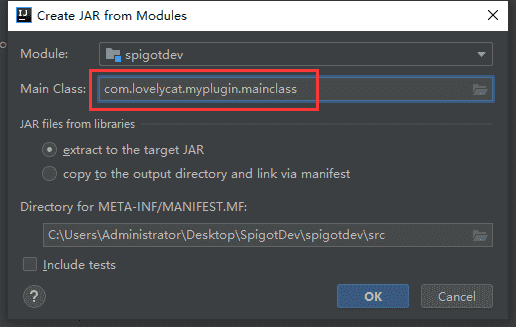 IJ Create JAR from Modules
Module: spigotdev
Main Class: com.lovelycat.myplugin.mainclass
JAR files from libraries
extract to the target JAR
copy to the output directory and link via manifest
Directory for META-INF/MANIFEST.MF:
C:\Users\Administrator\Desktop\SpigotDev\spigotdev\src
Include tests
? OK Cancel